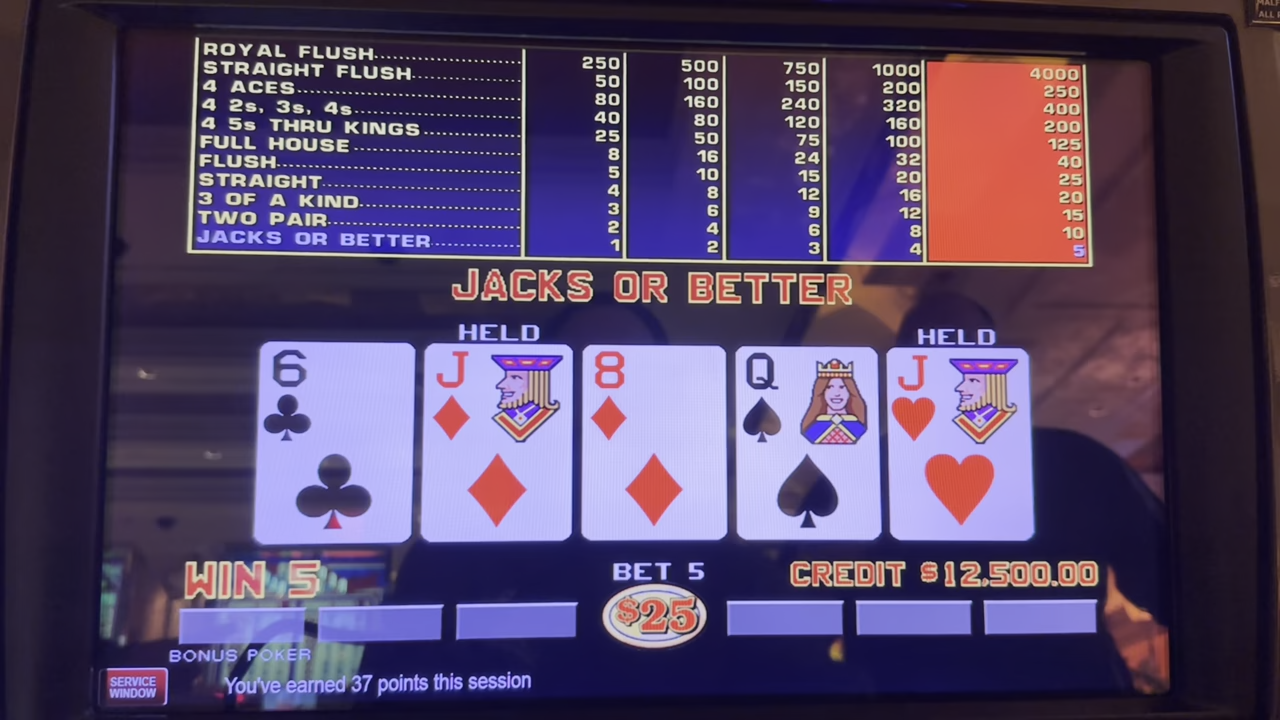 ROYAL FLUSH 250 500 750 1000 4000
STRAIGHT FLUSH 50 100 150 200 250
4 ACES 80 160 240 320 400
4 2s, 3s, 4s 40 80 120 160 200
4 5s THRU KINGS 25 50 75 100 125
FULL HOUSE 8 16 24 32 40
FLUSH 5 10 15 20 25
STRAIGHT 4 8 12 16 20
3 OF A KIND 3 6 9 12 15
TWO PAIR 2 4 6 8 10
JACKS OR BETTER 1 2 3 4 5
JACKS OR BETTER
HELD HELD
6 J 8 Q J
WIN 5 BET 5 CREDIT $12,500.00
$25
BONUS POKER
SERVICE
WINDOW
You've earned 37 points this session